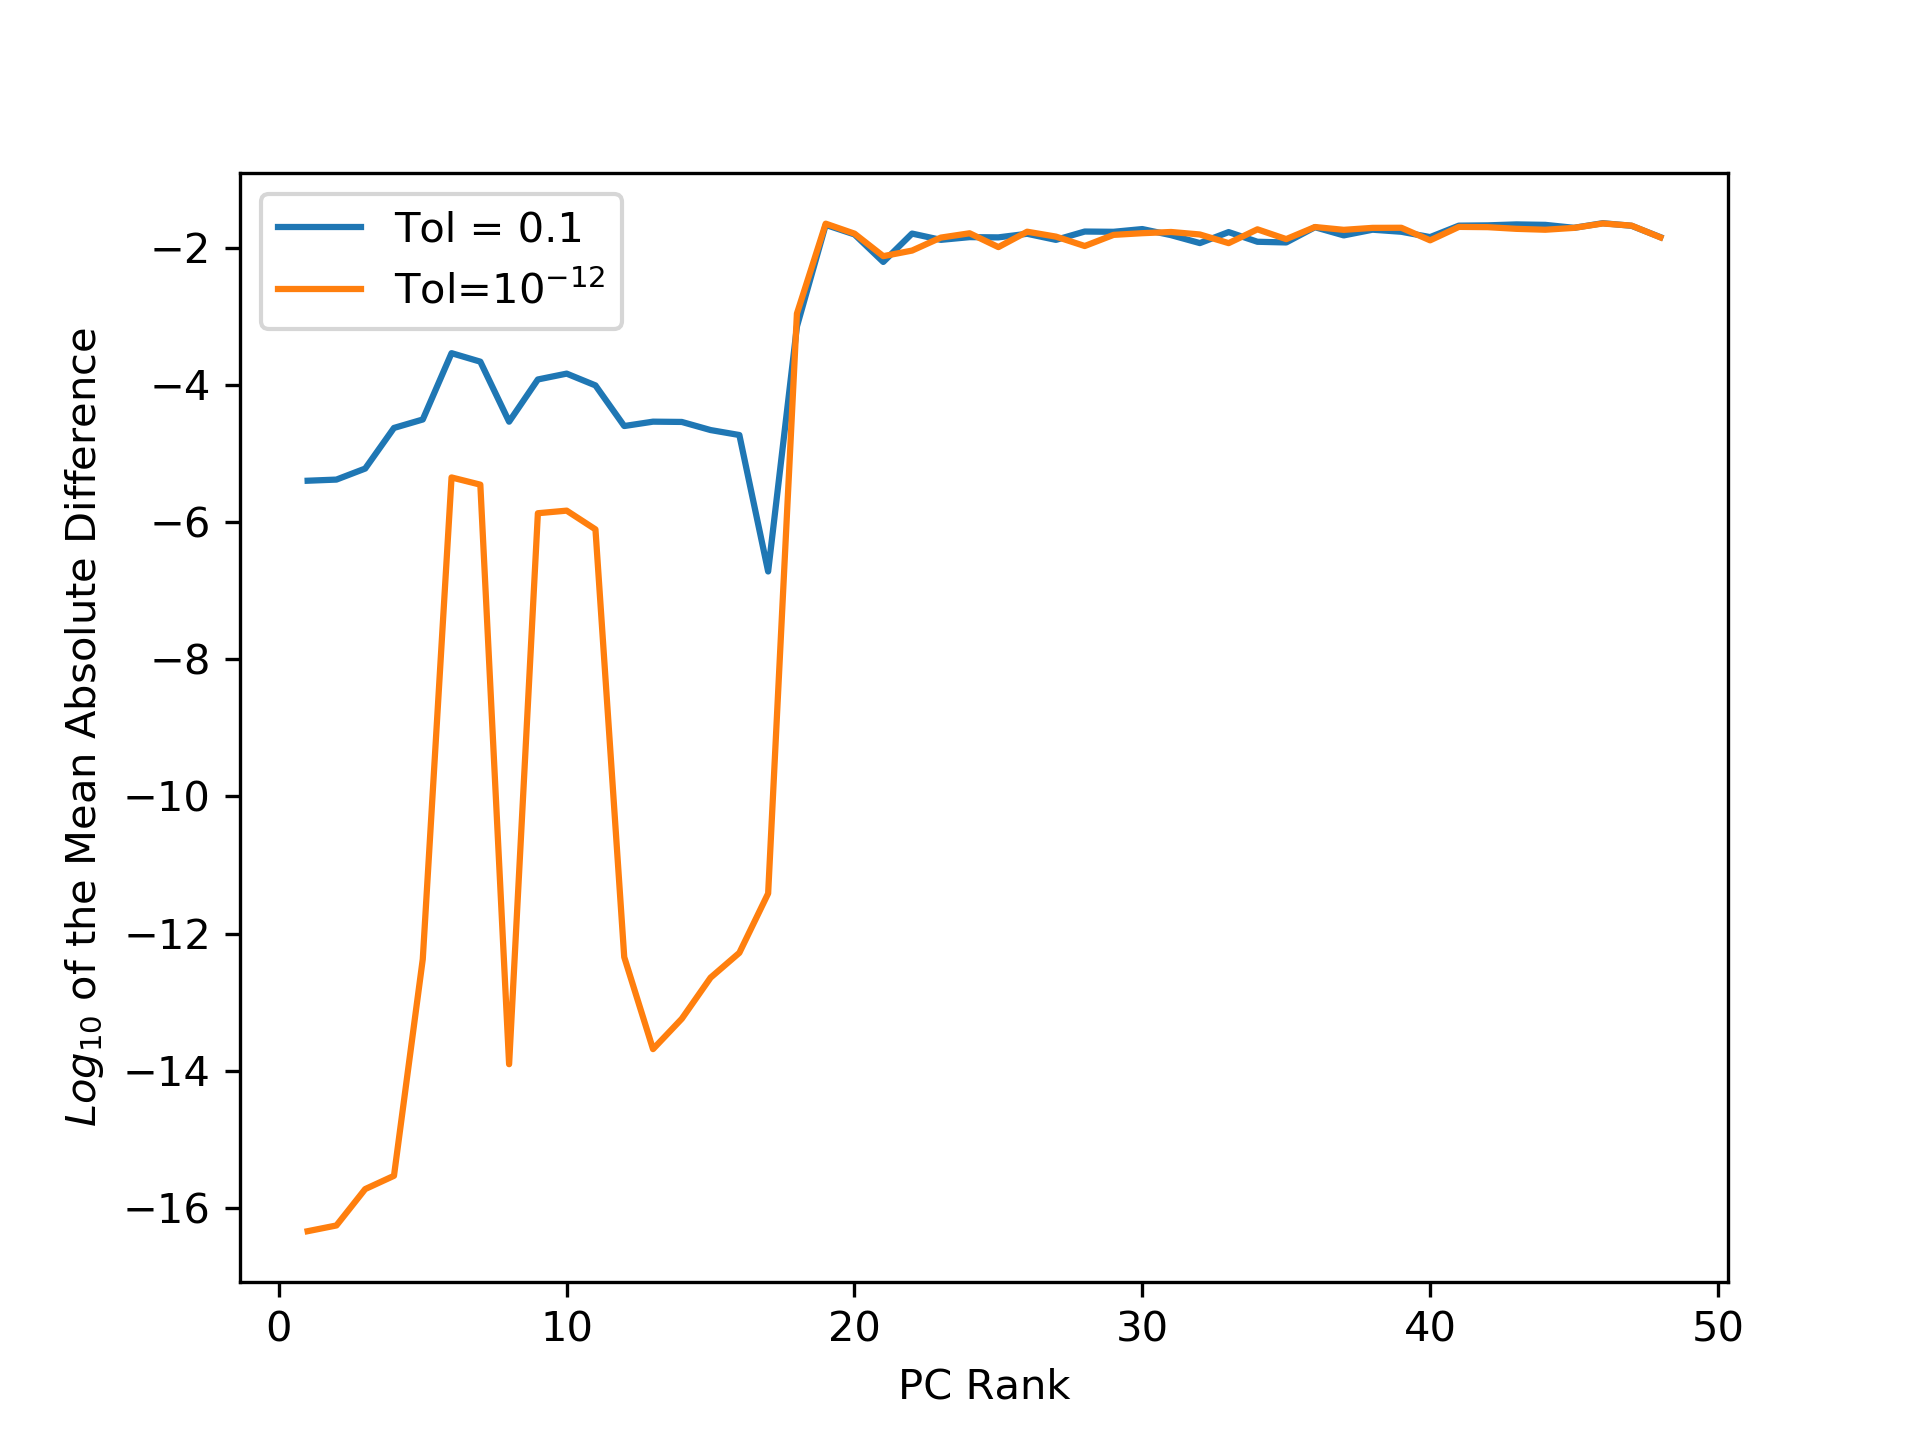 Tol = 0.1
Tol=10⁻¹²
−2
−4
−6
−8
−10
−12
−14
−16
Log₁₀ of the Mean Absolute Difference
0 10 20 30 40 50
PC Rank